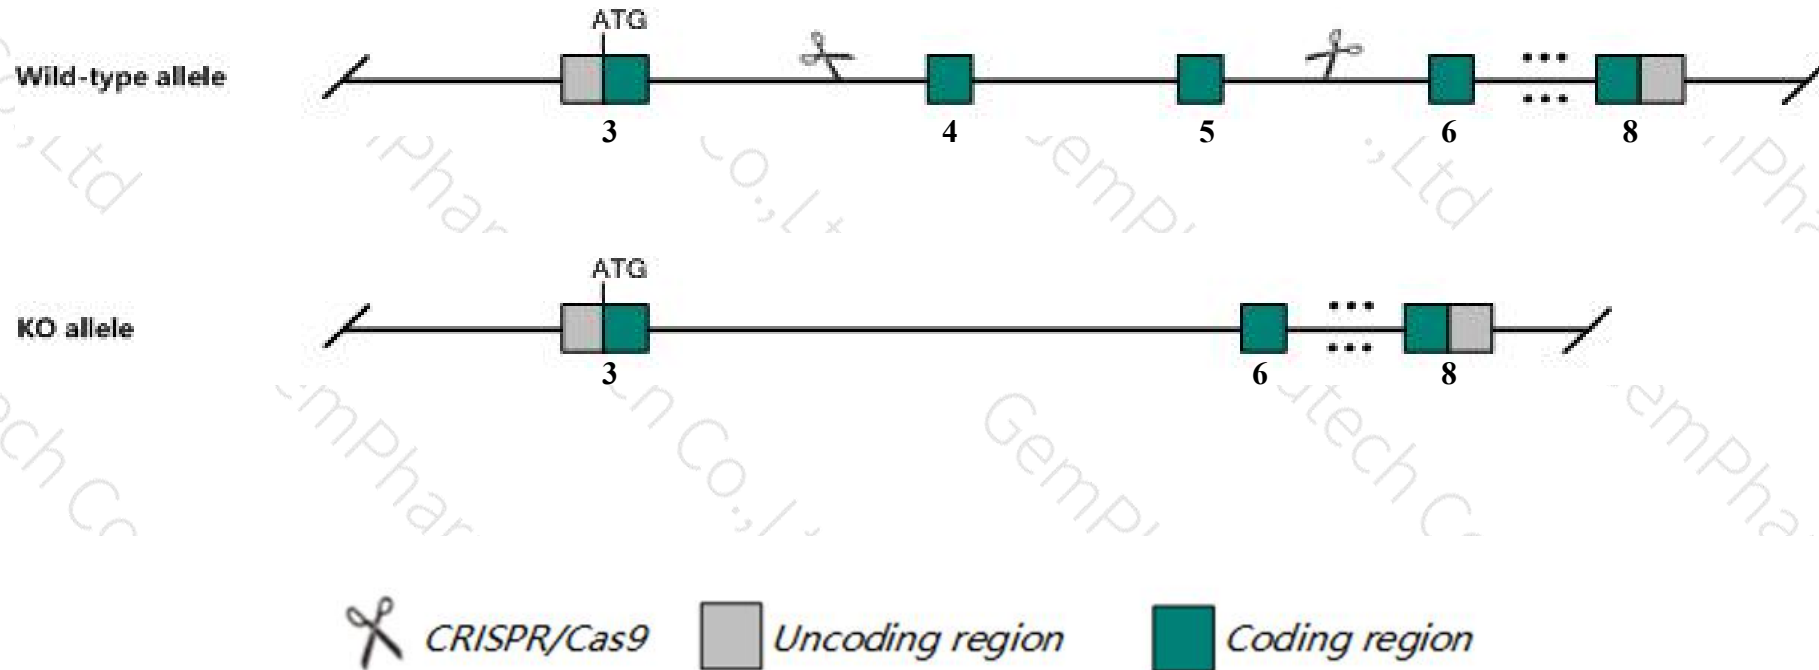 ATG
Wild-type allele
3 4 5 6 8
ATG
KO allele
3 6 8
CRISPR/Cas9 Uncoding region Coding region
GemPh